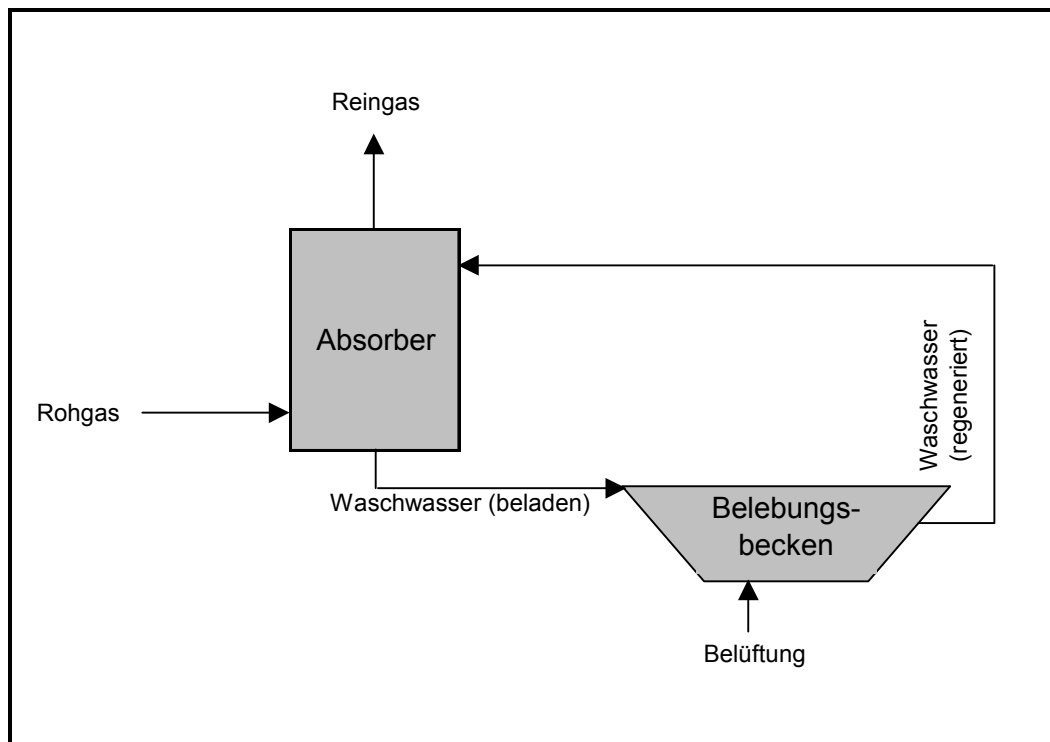 Reingas
Absorber
Rohgas
Waschwasser
(regeneriert)
Waschwasser (beladen)
Belebungs-
becken
Belüftung